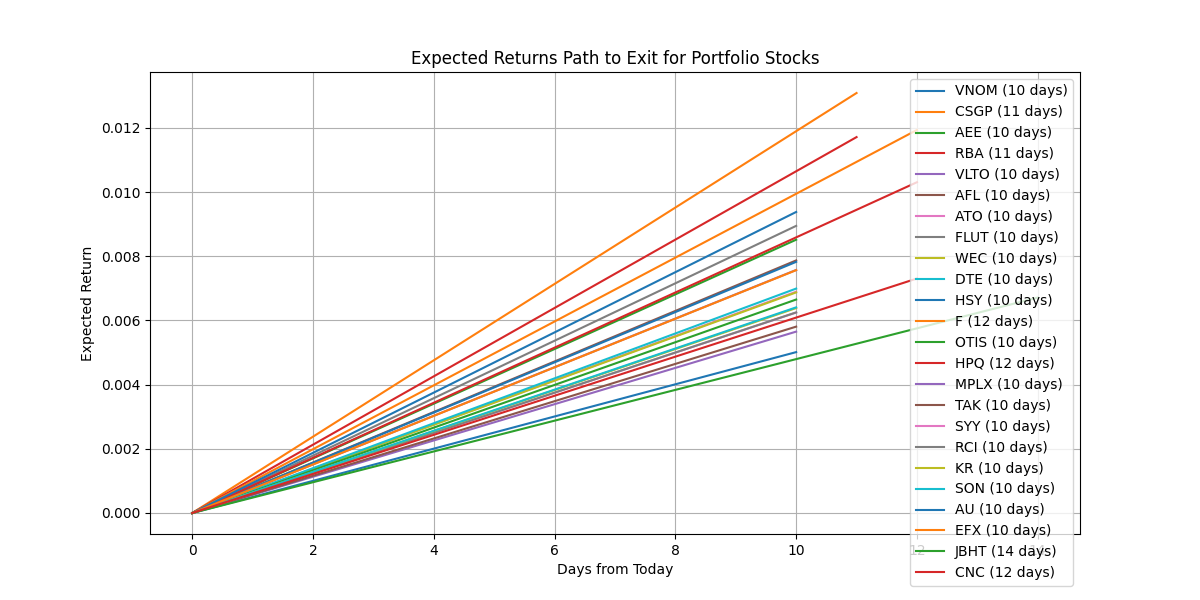 Expected Returns Path to Exit for Portfolio Stocks
Expected Return
0.012
0.010
0.008
0.006
0.004
0.002
0.000
0 2 4 6 8 10 12
Days from Today
VNOM (10 days)
CSGP (11 days)
AEE (10 days)
RBA (11 days)
VLTO (10 days)
AFL (10 days)
ATO (10 days)
FLUT (10 days)
WEC (10 days)
DTE (10 days)
HSY (10 days)
F (12 days)
OTIS (10 days)
HPQ (12 days)
MPLX (10 days)
TAK (10 days)
SYY (10 days)
RCI (10 days)
KR (10 days)
SON (10 days)
AU (10 days)
EFX (10 days)
JBHT (14 days)
CNC (12 days)